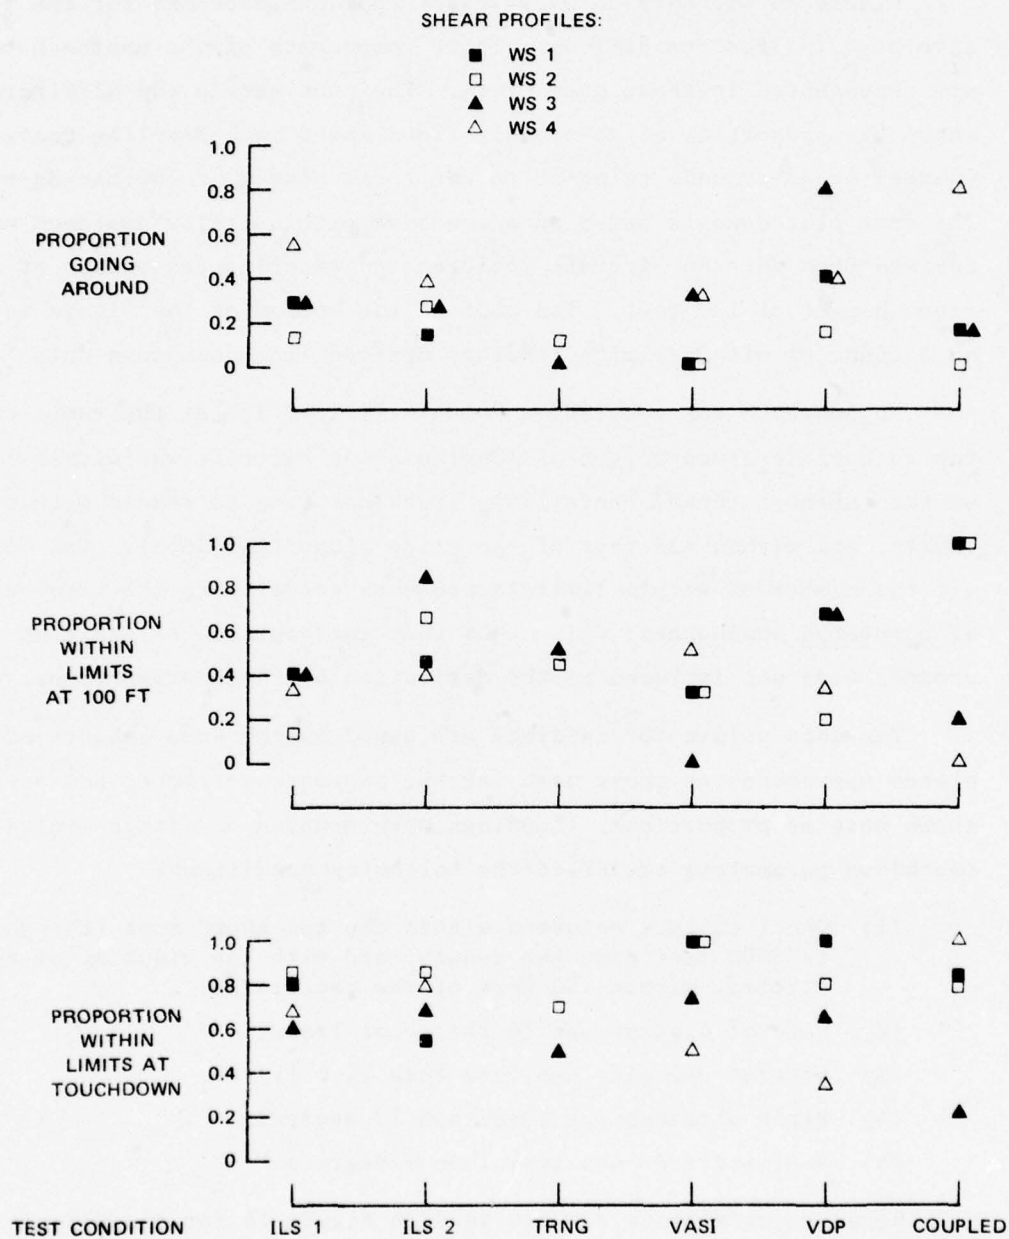 SHEAR PROFILES:
WS 1
WS 2
WS 3
WS 4
PROPORTION
GOING
AROUND
1.0
0.8
0.6
0.4
0.2
0
PROPORTION
WITHIN
LIMITS
AT 100 FT
1.0
0.8
0.6
0.4
0.2
0
PROPORTION
WITHIN
LIMITS AT
TOUCHDOWN
1.0
0.8
0.6
0.4
0.2
0
TEST CONDITION ILS 1 ILS 2 TRNG VASI VDP COUPLED